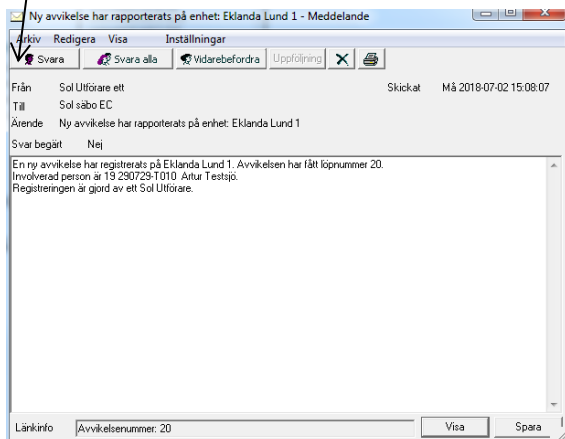 Ny avvikelse har rapporterats på enhet: Eklanda Lund 1 - Meddelande
Arkiv Redigera Visa Inställningar
Svara Svara alla Vidarebefordra Uppföljning
Från Sol Utförare ett Skickat Må 2018-07-02 15:08:07
Till Sol säbo EC
Ärende Ny avvikelse har rapporterats på enhet: Eklanda Lund 1
Svar begärt Nej
En ny avvikelse har registrerats på Eklanda Lund 1. Avvikelsen har fått löpnummer 20.
Involverad person är 19 290729-T010 Artur Testsjö.
Registreringen är gjord av ett Sol Utförare.
Länkinfo Avvikelsenummer: 20 Visa Spara